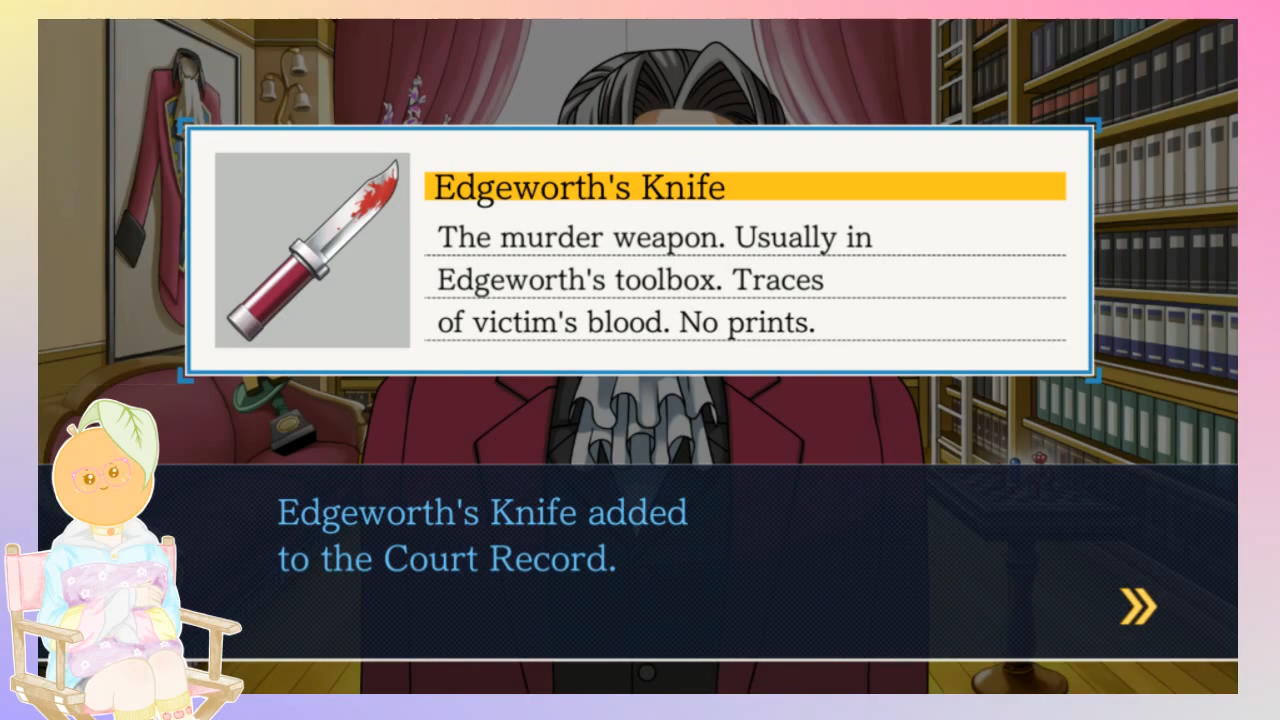 Edgeworth's Knife
The murder weapon. Usually in
Edgeworth's toolbox. Traces
of victim's blood. No prints.
Edgeworth's Knife added
to the Court Record.